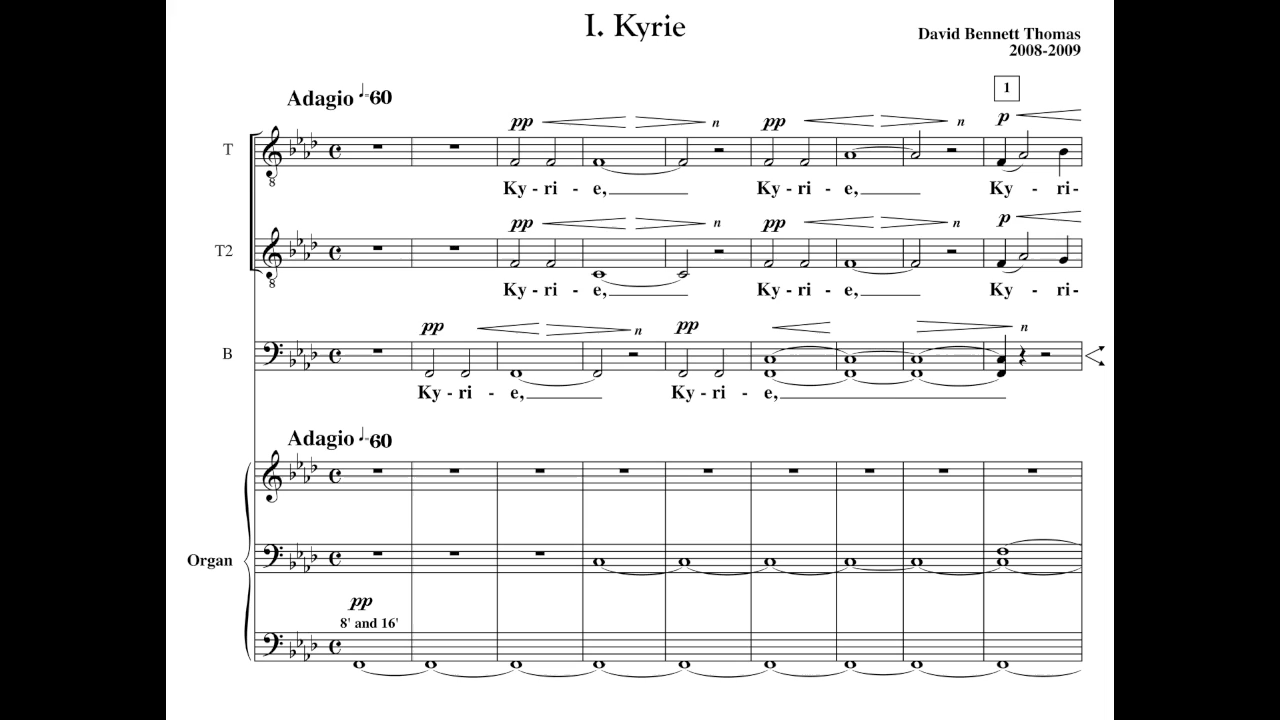 I. Kyrie
David Bennett Thomas
2008-2009
1
Adagio ♩=60
pp n pp n p
T
8
Ky - ri - e, Ky - ri - e, Ky - ri-
pp n pp n p
T2
8
Ky - ri - e, Ky - ri - e, Ky - ri-
pp n pp n
B
Ky - ri - e, Ky - ri - e,
Adagio ♩=60
Organ
pp
8' and 16'